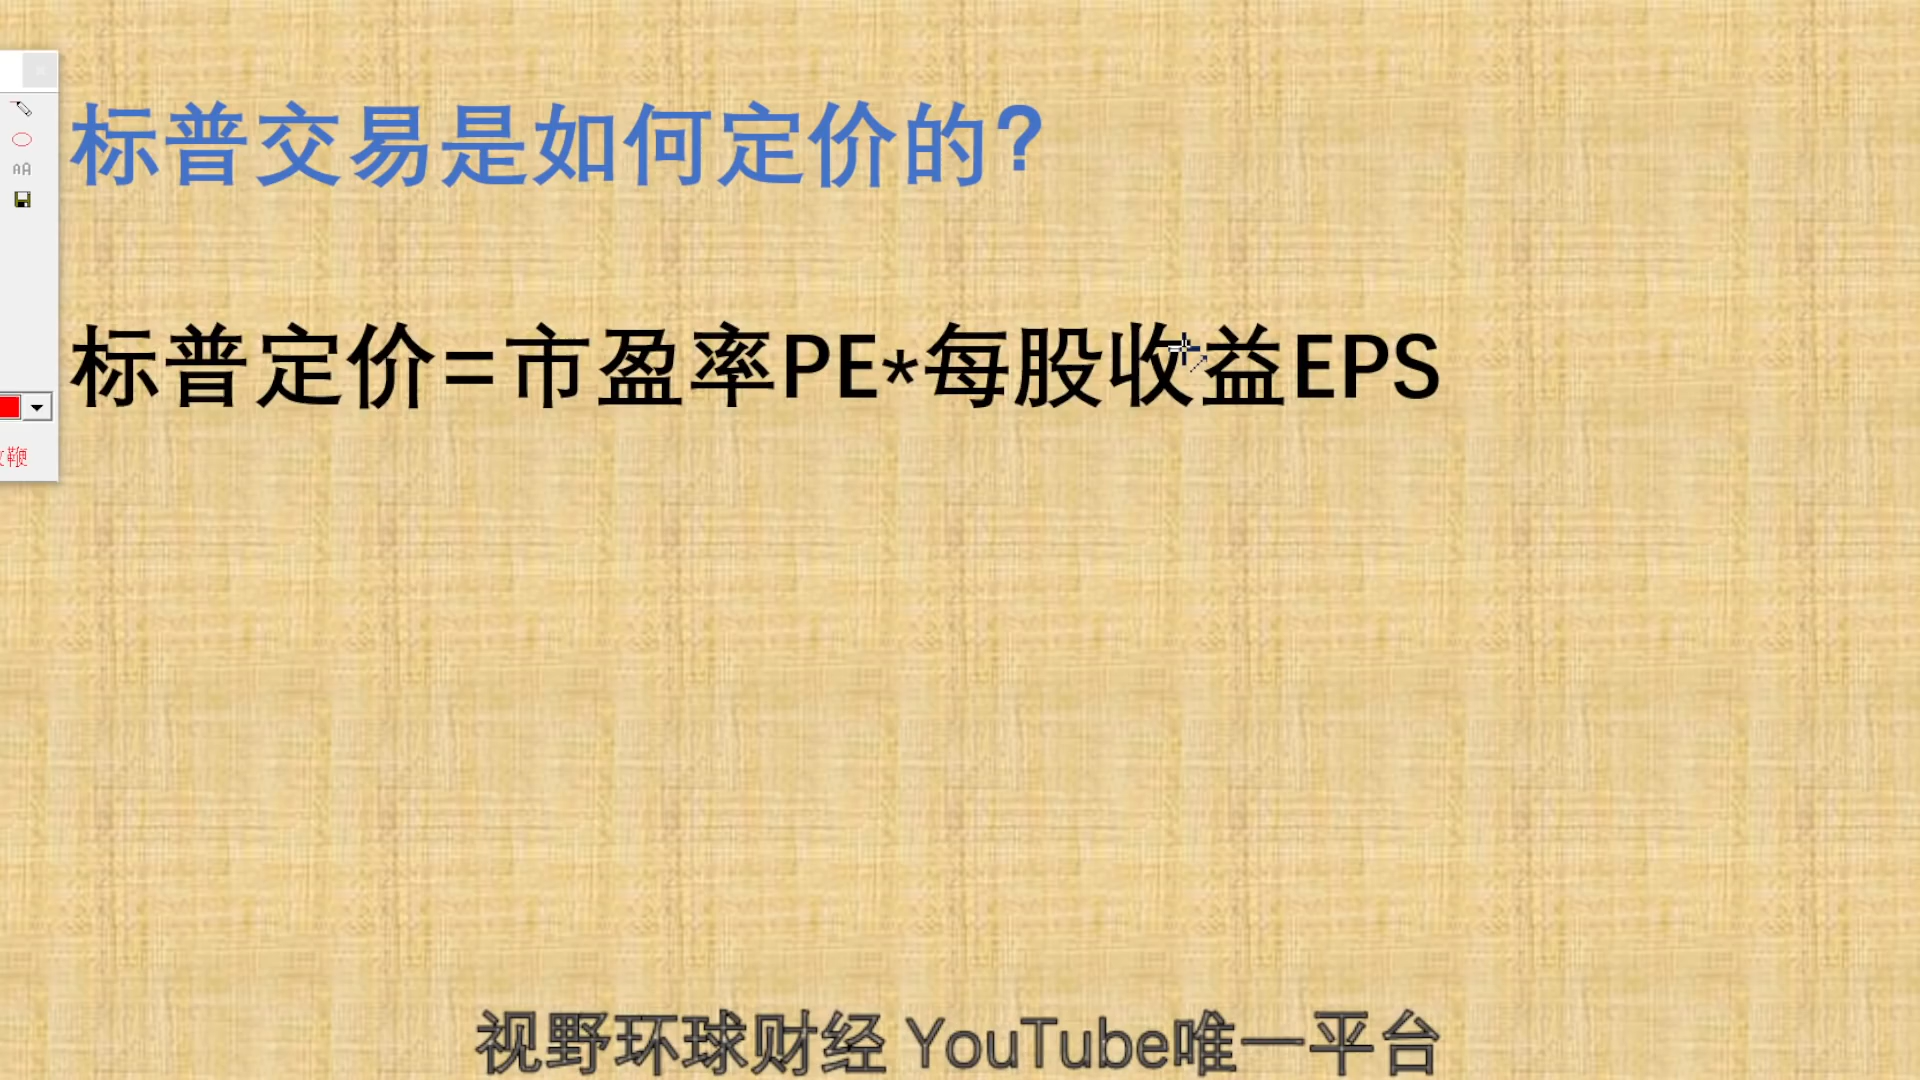 标普交易是如何定价的?
AA
标普定价=市盈率PE*每股收益EPS
鞭
视野环球财经 YouTube唯一平台